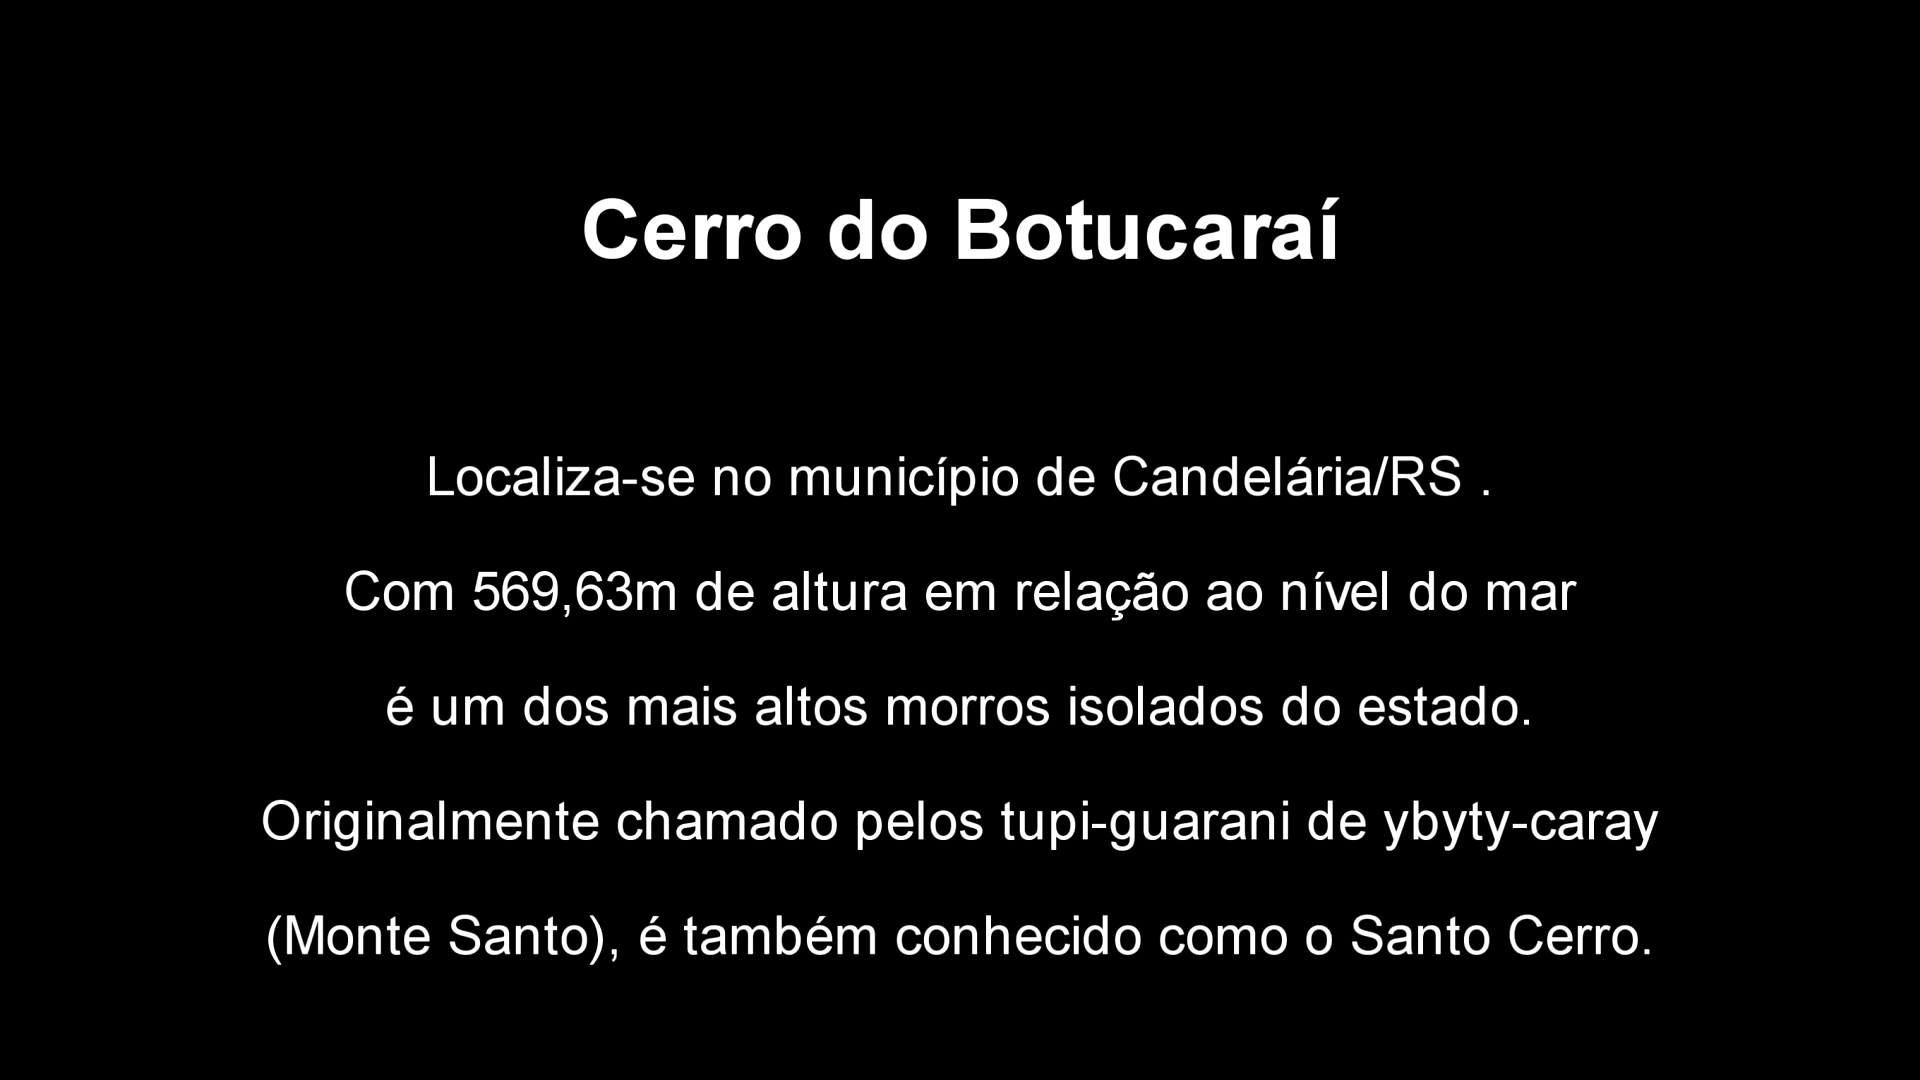 Cerro do Botucaraí
Localiza-se no município de Candelária/RS .
Com 569,63m de altura em relação ao nível do mar
é um dos mais altos morros isolados do estado.
Originalmente chamado pelos tupi-guarani de ybyty-caray
(Monte Santo), é também conhecido como o Santo Cerro.